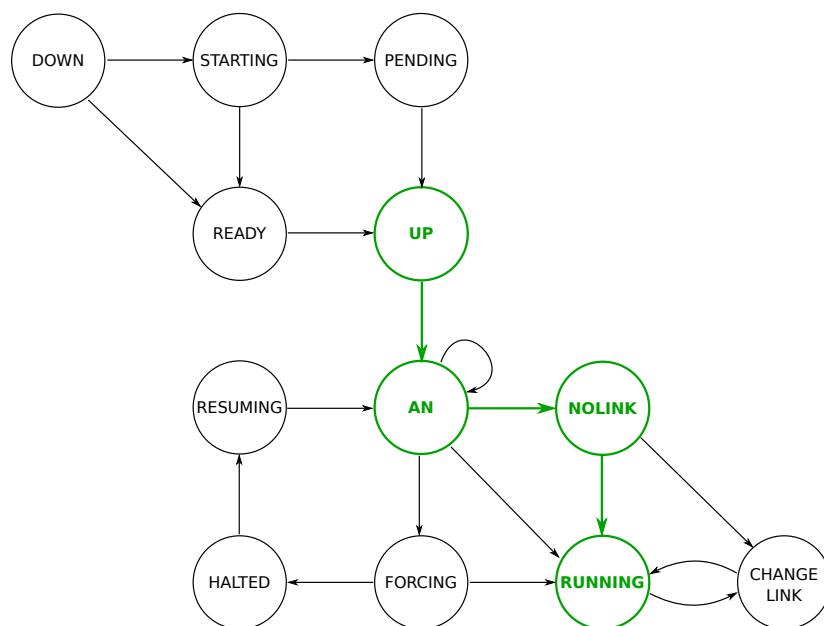 DOWN
STARTING
PENDING
READY
UP
RESUMING
AN
NOLINK
HALTED
FORCING
RUNNING
CHANGE
LINK